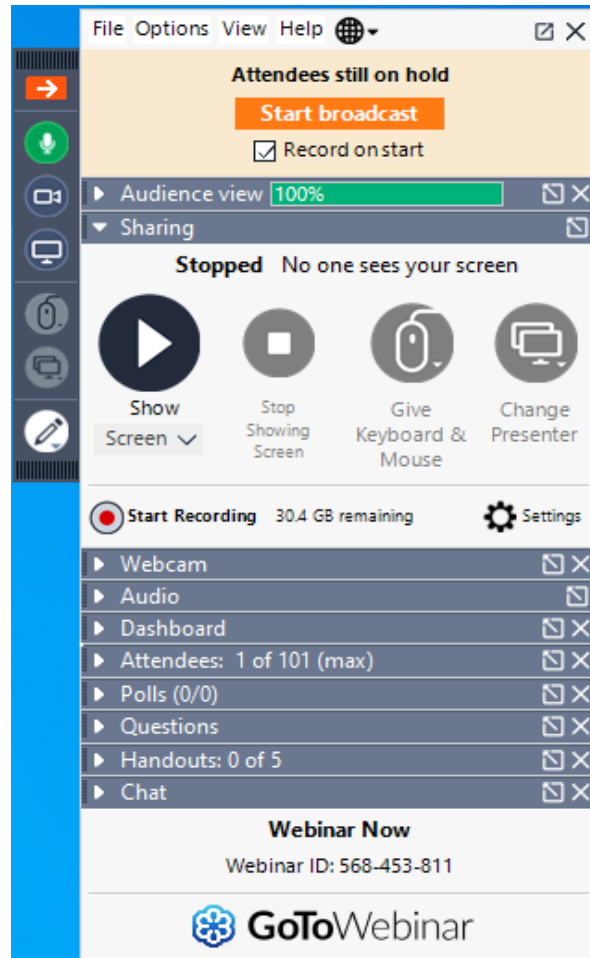 File Options View Help
Attendees still on hold
Start broadcast
Record on start
Audience view 100%
Sharing
Stopped No one sees your screen
Show
Screen
Stop
Showing
Screen
Give
Keyboard &
Mouse
Change
Presenter
Start Recording 30.4 GB remaining Settings
Webcam
Audio
Dashboard
Attendees: 1 of 101 (max)
Polls (0/0)
Questions
Handouts: 0 of 5
Chat
Webinar Now
Webinar ID: 568-453-811
GoToWebinar